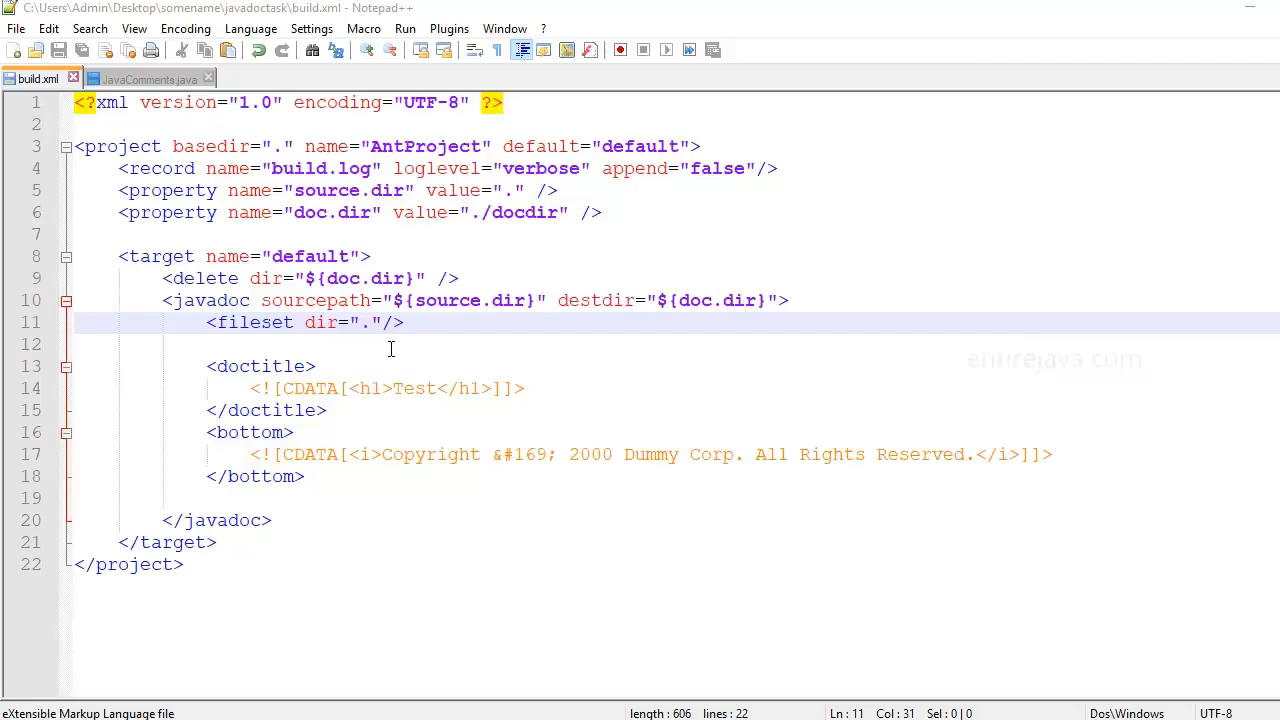 C:\Users\Admin\Desktop\somename\javadoctask\build.xml - Notepad++
File Edit Search View Encoding Language Settings Macro Run Plugins Window ?
build.xml JavaComments.java
1 <?xml version="1.0" encoding="UTF-8" ?>
2
3 <project basedir="." name="AntProject" default="default">
4 <record name="build.log" loglevel="verbose" append="false"/>
5 <property name="source.dir" value="." />
6 <property name="doc.dir" value="./docdir" />
7
8 <target name="default">
9 <delete dir="${doc.dir}" />
10 <javadoc sourcepath="${source.dir}" destdir="${doc.dir}">
11 <fileset dir="."/>
12
13 <doctitle>
14 <![CDATA[<h1>Test</h1>]]>
15 </doctitle>
16 <bottom>
17 <![CDATA[<i>Copyright &#169; 2000 Dummy Corp. All Rights Reserved.</i>]]>
18 </bottom>
19
20 </javadoc>
21 </target>
22 </project>
entirejava.com
eXtensible Markup Language file length : 606 lines : 22 Ln : 11 Col : 31 Sel : 0 | 0 Dos\Windows UTF-8